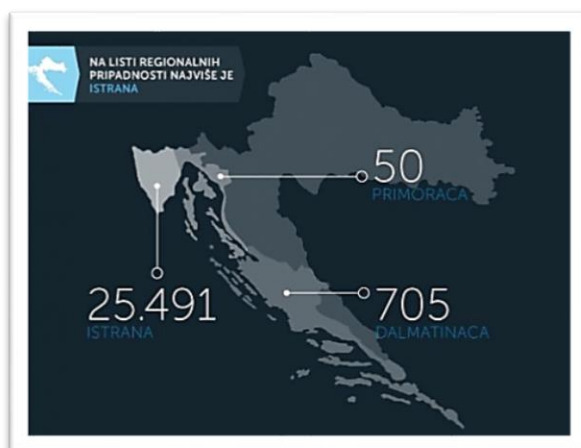 NA LISTI REGIONALNIH
PRIPADNOSTI NAJVIŠE JE
ISTRANA
50
PRIMORACA
25.491
ISTRANA
705
DALMATINACA